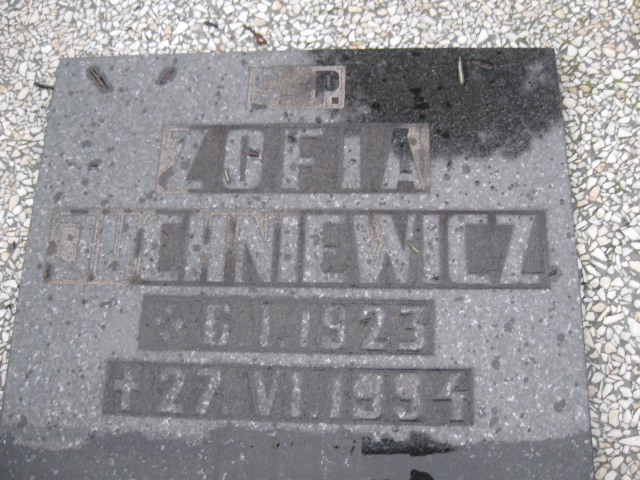 Ś.P.
ZOFIA
* 6.I.1923
† 27.VI.1994